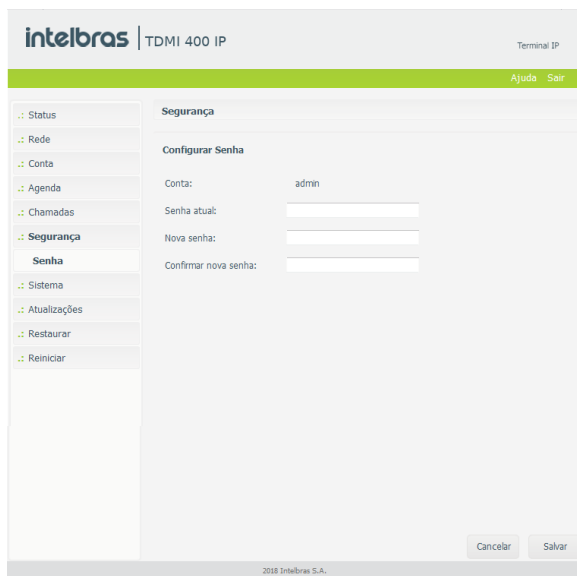 intelbras | TDMI 400 IP
Terminal IP
Ajuda Sair
.: Status
.: Rede
.: Conta
.: Agenda
.: Chamadas
.: Segurança
Senha
.: Sistema
.: Atualizações
.: Restaurar
.: Reiniciar
Segurança
Configurar Senha
Conta: admin
Senha atual:
Nova senha:
Confirmar nova senha:
Cancelar Salvar
2018 Intelbras S.A.